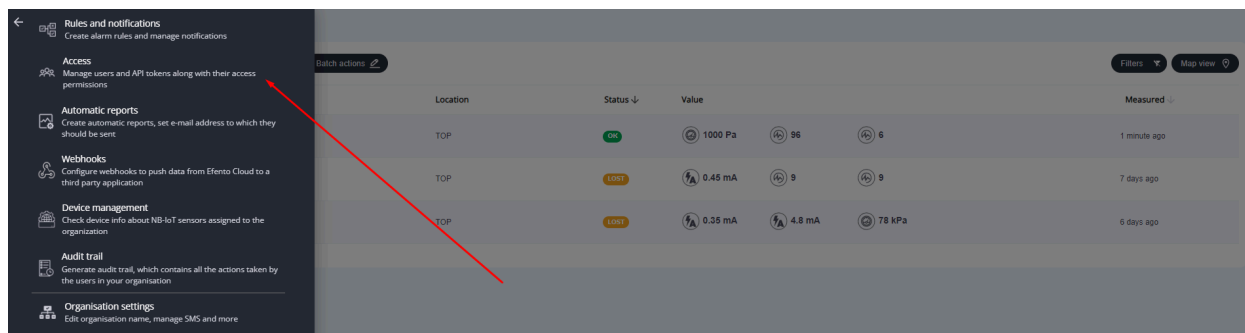 Rules and notifications
Create alarm rules and manage notifications
Access
Manage users and API tokens along with their access
permissions
Automatic reports
Create automatic reports, set e-mail address to which they
should be sent
Webhooks
Configure webhooks to push data from Efento Cloud to a
third party application
Device management
Check device info about NB-IoT sensors assigned to the
organization
Audit trail
Generate audit trail, which contains all the actions taken by
the users in your organisation
Organisation settings
Edit organisation name, manage SMS and more
Batch actions
Filters
Map view
Location Status Value Measured
TOP OK 1000 Pa 96 6 1 minute ago
TOP LOST 0.45 mA 9 9 7 days ago
TOP LOST 0.35 mA 4.8 mA 78 kPa 6 days ago